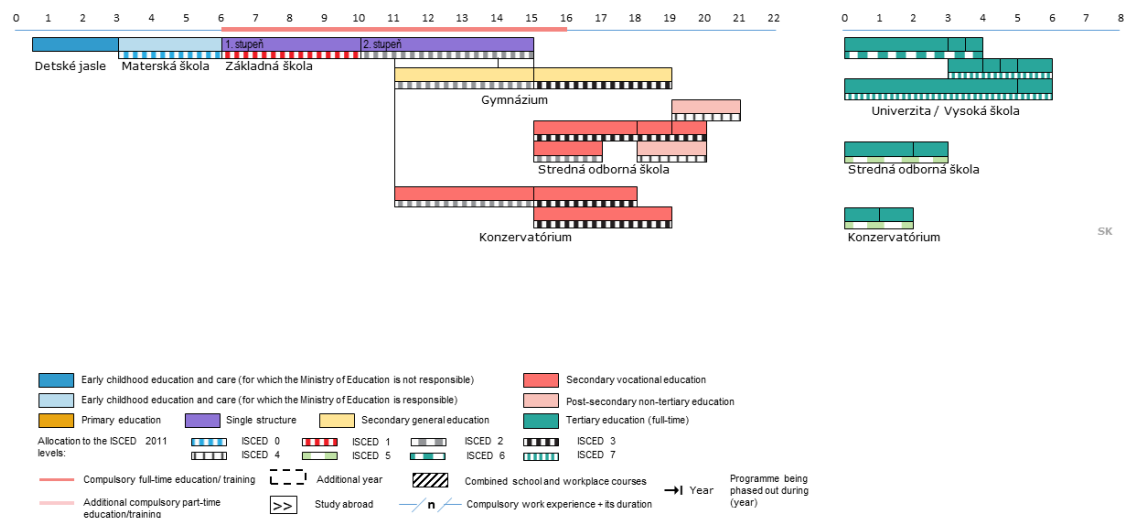 0 1 2 3 4 5 6 7 8 9 10 11 12 13 14 15 16 17 18 19 20 21 22
0 1 2 3 4 5 6 7 8
1. stupeň 2. stupeň
Detské jasle Materská škola Základná škola
Gymnázium
Univerzita / Vysoká škola
Stredná odborná škola
Stredná odborná škola
Konzervatórium
Konzervatórium
SK
Early childhood education and care (for which the Ministry of Education is not responsible)
Secondary vocational education
Early childhood education and care (for which the Ministry of Education is responsible)
Post-secondary non-tertiary education
Primary education Single structure Secondary general education Tertiary education (full-time)
Allocation to the ISCED 2011
levels:
ISCED 0 ISCED 1 ISCED 2 ISCED 3
ISCED 4 ISCED 5 ISCED 6 ISCED 7
Compulsory full-time education/ training
Additional year
Combined school and workplace courses
Year
Programme being
phased out during
(year)
Additional compulsory part-time
education/training
>> Study abroad
n Compulsory work experience + its duration